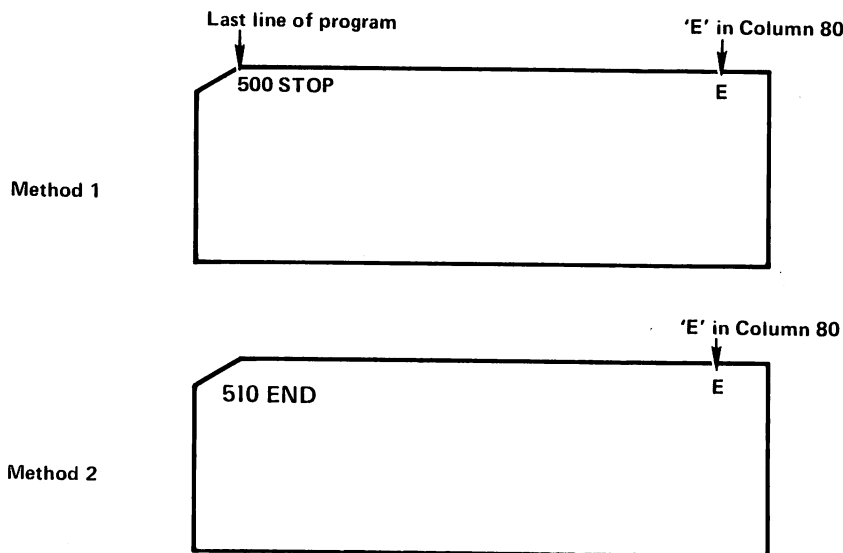 Last line of program
'E' in Column 80
500 STOP
E
Method 1
'E' in Column 80
510 END
E
Method 2